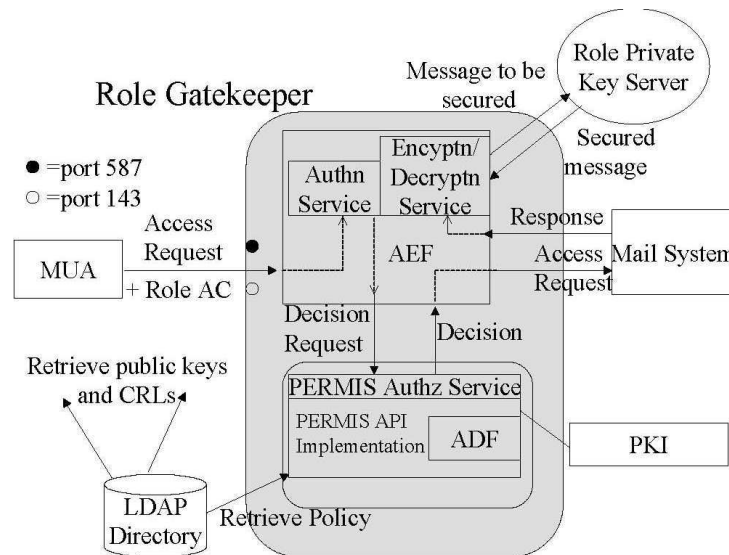 Role Gatekeeper
Message to be
secured
Role Private
Key Server
Secured
message
● =port 587
○ =port 143
Authn
Service
Encyptn/
Decryptn
Service
Access
Request
+ Role AC
MUA
AEF
Response
Access
Request
Mail System
Decision
Request
Decision
Retrieve public keys
and CRLs
PERMIS Authz Service
PERMIS API
Implementation
ADF
PKI
LDAP
Directory
Retrieve Policy